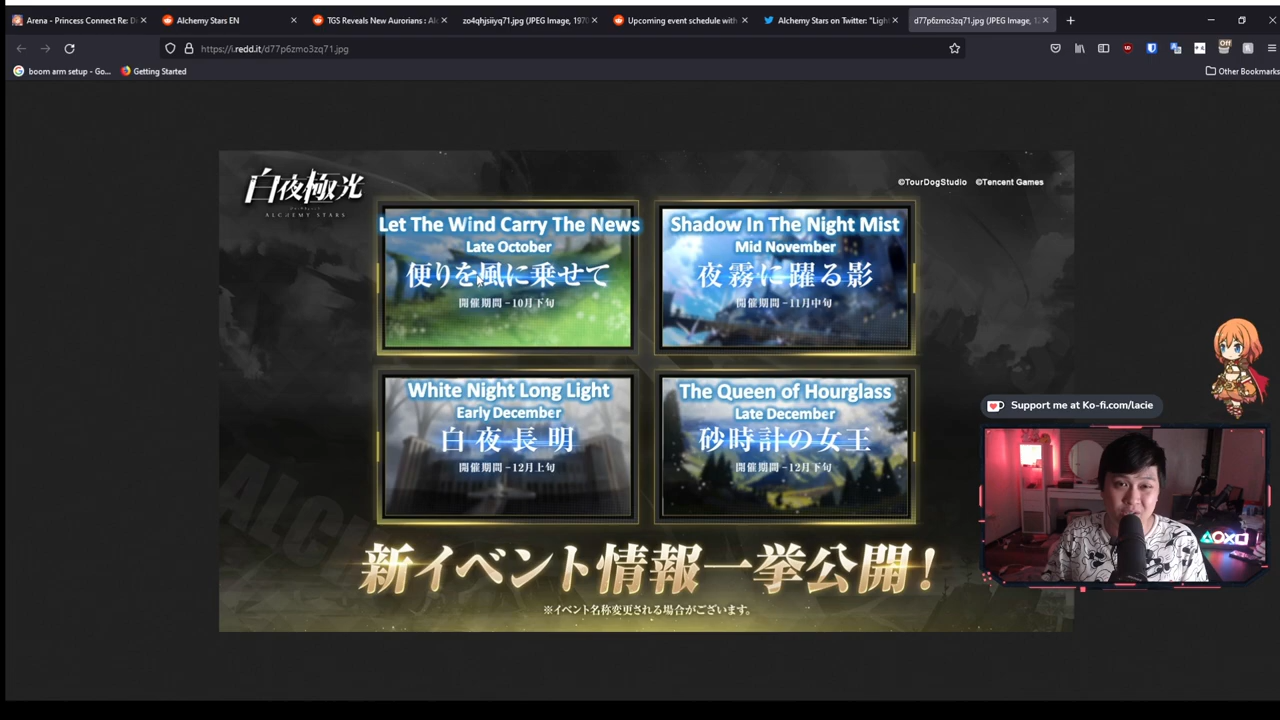 Arena - Princess Connect Re: Di
Alchemy Stars EN
TGS Reveals New Aurorians : Al
zo4qhjsiiyq71.jpg (JPEG Image, 1970
Upcoming event schedule with
Alchemy Stars on Twitter: "Ligh
d77p6zmo3zq71.jpg (JPEG Image, 12
https://i.redd.it/d77p6zmo3zq71.jpg
Off
boom arm setup - Go...
Getting Started
Other Bookmarks
白夜極光
ALCHEMY STARS
©TourDogStudio ©Tencent Games
Let The Wind Carry The News
Late October
便りを風に乗せて
開催期間 - 10月下旬
Shadow In The Night Mist
Mid November
夜霧に躍る影
開催期間 - 11月中旬
White Night Long Light
Early December
白夜長明
開催期間 - 12月上旬
The Queen of Hourglass
Late December
砂時計の女王
開催期間 - 12月下旬
新イベント情報一挙公開!
※イベント名称変更される場合がございます。
Support me at Ko-fi.com/lacie